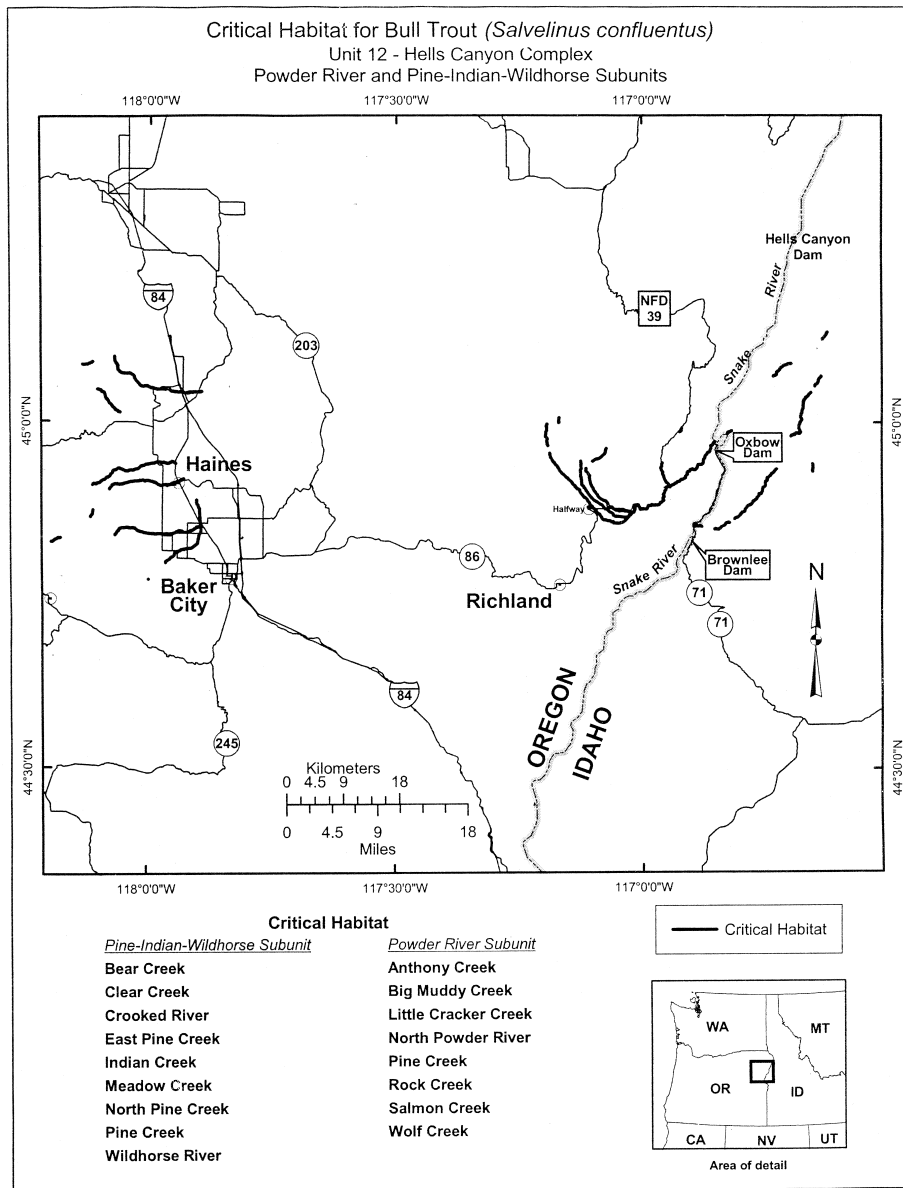 Critical Habitat for Bull Trout (Salvelinus confluentus)
Unit 12 - Hells Canyon Complex
Powder River and Pine-Indian-Wildhorse Subunits
118°0'0"W
117°30'0"W
117°0'0"W
Hells Canyon
Dam
84
NFD
39
River
203
Snake
45°0'0"N
45°0'0"N
Oxbow
Dam
Haines
Halfway
86
Snake River
Brownlee
Dam
N
Baker
City
Richland
71
71
84
OREGON
IDAHO
245
44°30'0"N
44°30'0"N
Kilometers
0 4.5 9 18
0 4.5 9 18
Miles
118°0'0"W
117°30'0"W
117°0'0"W
Critical Habitat
Pine-Indian-Wildhorse Subunit
Bear Creek
Clear Creek
Crooked River
East Pine Creek
Indian Creek
Meadow Creek
North Pine Creek
Pine Creek
Wildhorse River
Powder River Subunit
Anthony Creek
Big Muddy Creek
Little Cracker Creek
North Powder River
Pine Creek
Rock Creek
Salmon Creek
Wolf Creek
Critical Habitat
WA
MT
OR
ID
CA
NV
UT
Area of detail